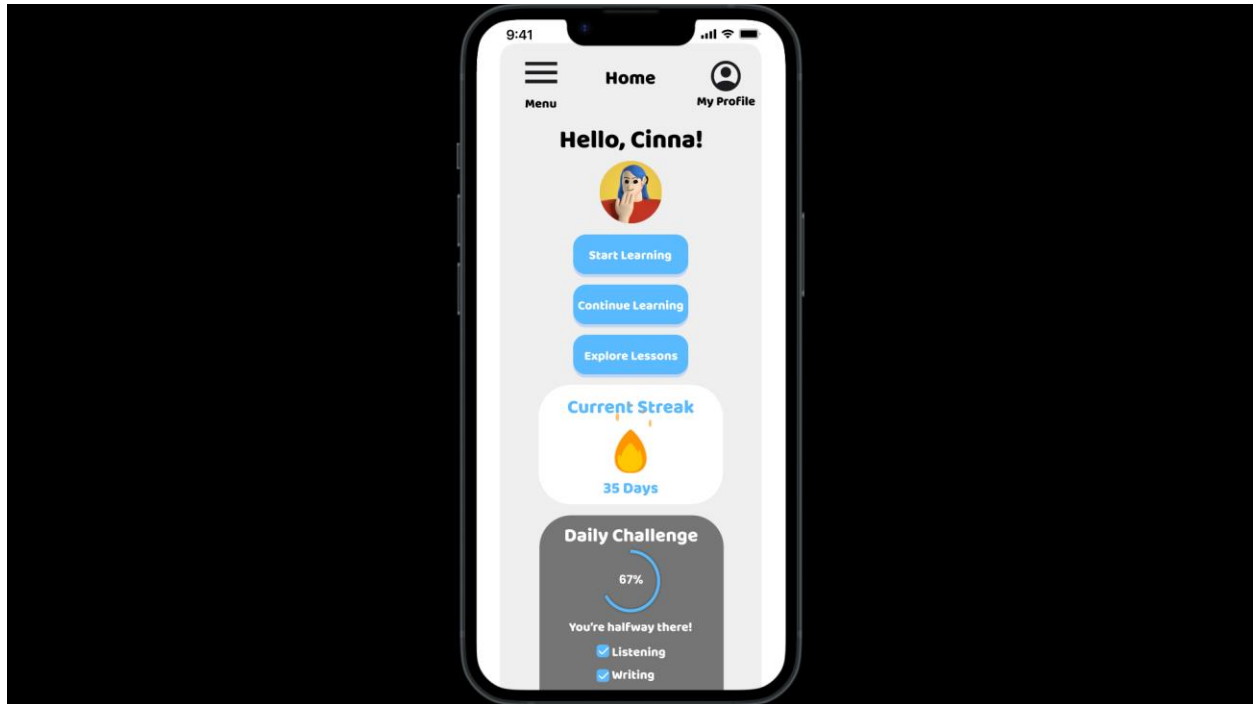 9:41
Home
Menu
My Profile
Hello, Cinna!
Start Learning
Continue Learning
Explore Lessons
Current Streak
35 Days
Daily Challenge
67%
You're halfway there!
Listening
Writing